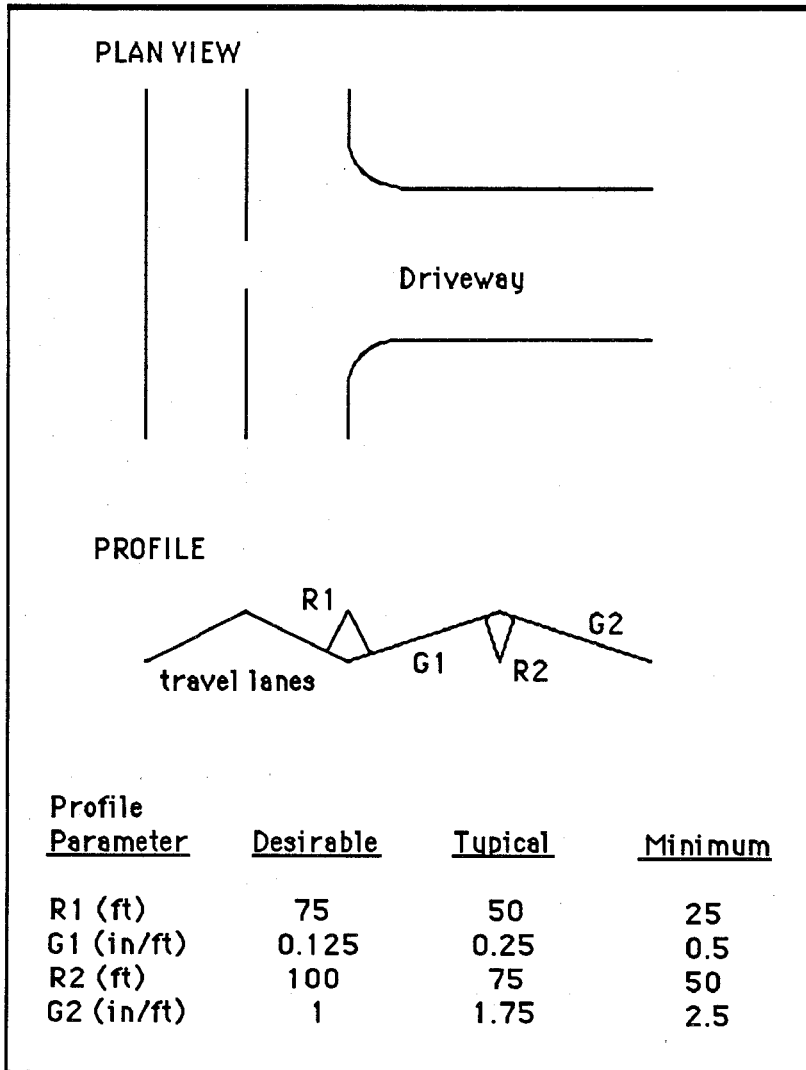 PLAN VIEW
Driveway
PROFILE
R1
G2
G1
R2
travel lanes
Profile
Parameter Desirable Typical Minimum
R1 (ft) 75 50 25
G1 (in/ft) 0.125 0.25 0.5
R2 (ft) 100 75 50
G2 (in/ft) 1 1.75 2.5